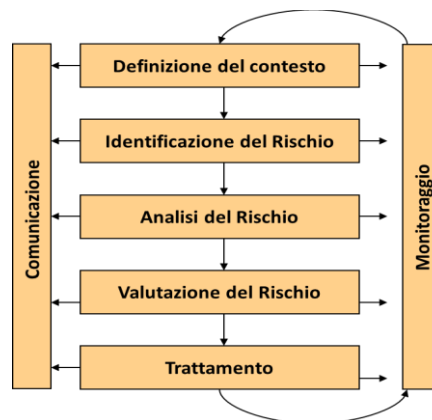 Definizione del contesto
Identificazione del Rischio
Analisi del Rischio
Valutazione del Rischio
Trattamento
Comunicazione
Monitoraggio